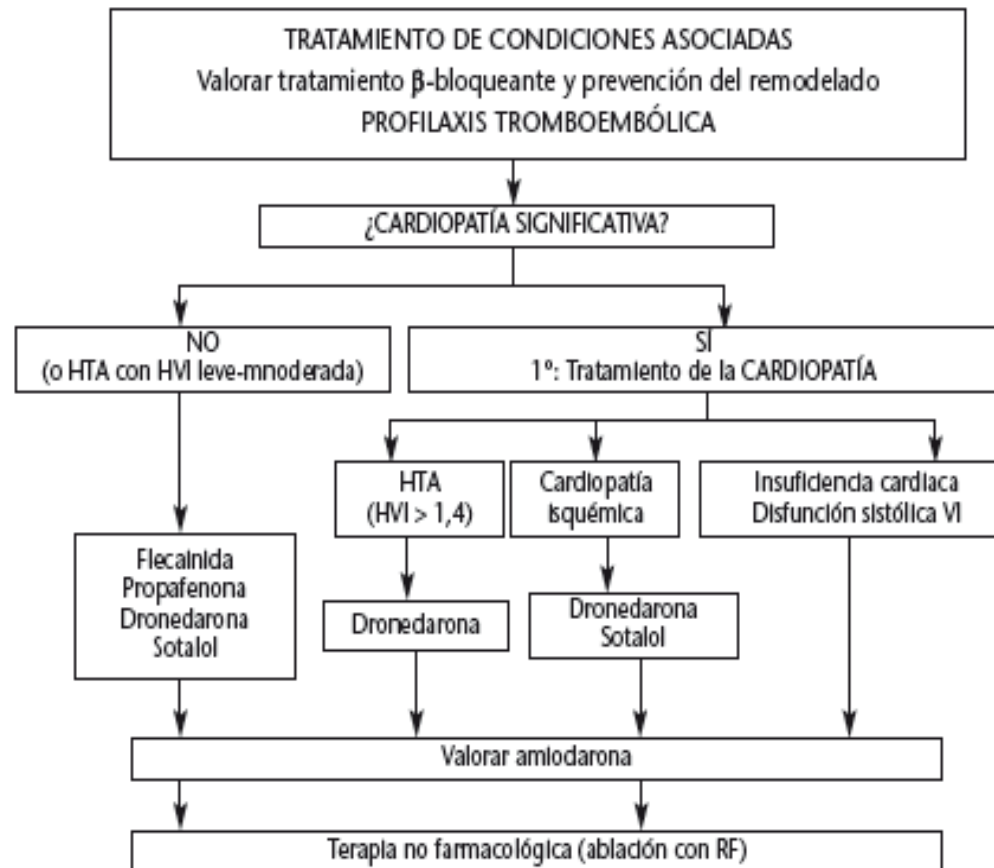 TRATAMIENTO DE CONDICIONES ASOCIADAS
Valorar tratamiento β-bloqueante y prevención del remodelado
PROFILAXIS TROMBOEMBÓLICA
¿CARDIOPATÍA SIGNIFICATIVA?
NO
(o HTA con HVI leve-mnoderada)
SÍ
1º: Tratamiento de la CARDIOPATÍA
HTA
(HVI > 1,4)
Cardiopatía
isquémica
Insuficiencia cardiaca
Disfunción sistólica VI
Flecainida
Propafenona
Dronedarona
Sotalol
Dronedarona
Dronedarona
Sotalol
Valorar amiodarona
Terapia no farmacológica (ablación con RF)